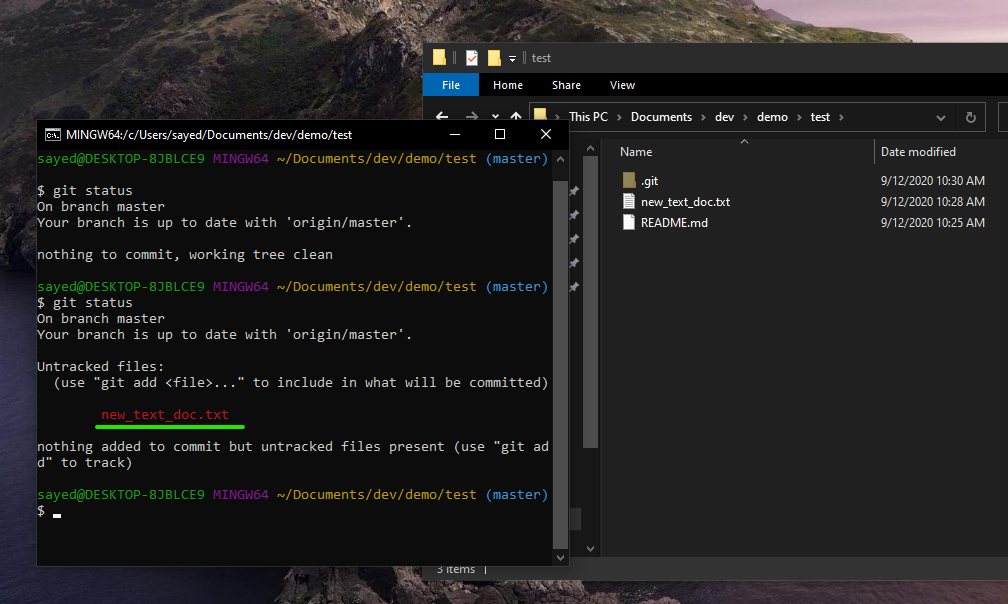 test
File Home Share View
This PC > Documents > dev > demo > test >
Name Date modified
.git 9/12/2020 10:30 AM
new_text_doc.txt 9/12/2020 10:28 AM
README.md 9/12/2020 10:25 AM
3 items
MINGW64:/c/Users/sayed/Documents/dev/demo/test
sayed@DESKTOP-8JBLCE9 MINGW64 ~/Documents/dev/demo/test (master)
$ git status
On branch master
Your branch is up to date with 'origin/master'.
nothing to commit, working tree clean
sayed@DESKTOP-8JBLCE9 MINGW64 ~/Documents/dev/demo/test (master)
$ git status
On branch master
Your branch is up to date with 'origin/master'.
Untracked files:
(use "git add <file>..." to include in what will be committed)
new_text_doc.txt
nothing added to commit but untracked files present (use "git ad
d" to track)
sayed@DESKTOP-8JBLCE9 MINGW64 ~/Documents/dev/demo/test (master)
$